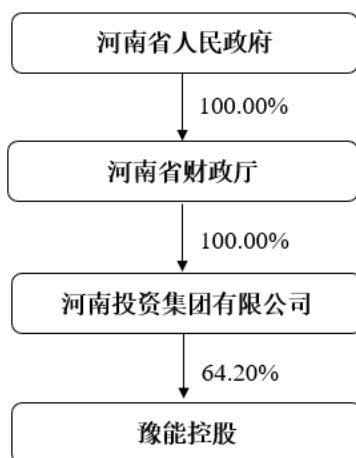 河南省人民政府
100.00%
河南省财政厅
100.00%
河南投资集团有限公司
64.20%
豫能控股